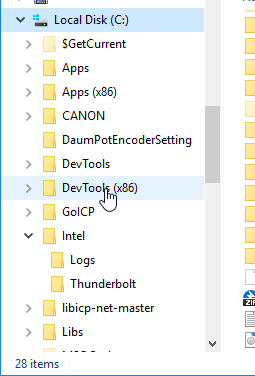 Local Disk (C:)
$GetCurrent
Apps
Apps (x86)
CANON
DaumPotEncoderSetting
DevTools
DevTools (x86)
GoICP
Intel
Logs
Thunderbolt
libicp-net-master
Libs
28 items